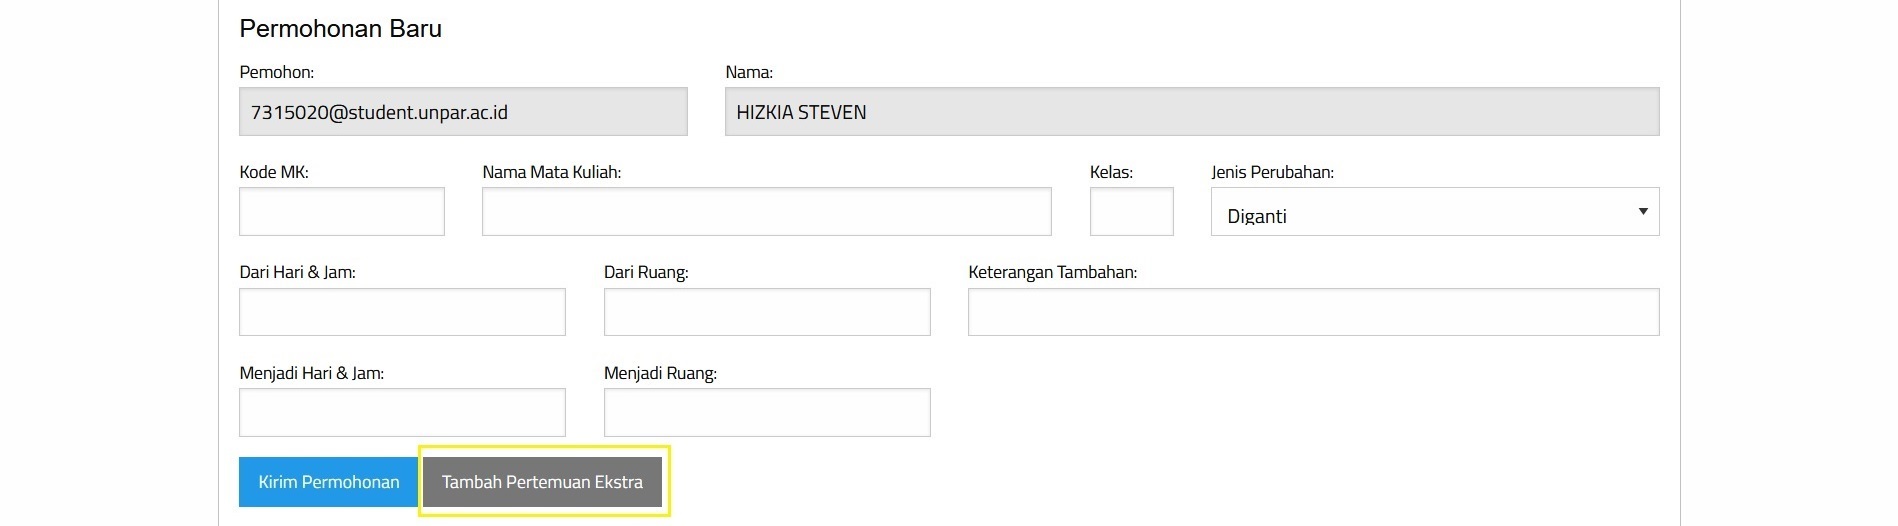 Permohonan Baru
Pemohon: Nama:
7315020@student.unpar.ac.id HIZKIA STEVEN
Kode MK: Nama Mata Kuliah: Kelas: Jenis Perubahan:
Diganti
Dari Hari & Jam: Dari Ruang: Keterangan Tambahan:
Menjadi Hari & Jam: Menjadi Ruang:
Kirim Permohonan Tambah Pertemuan Ekstra